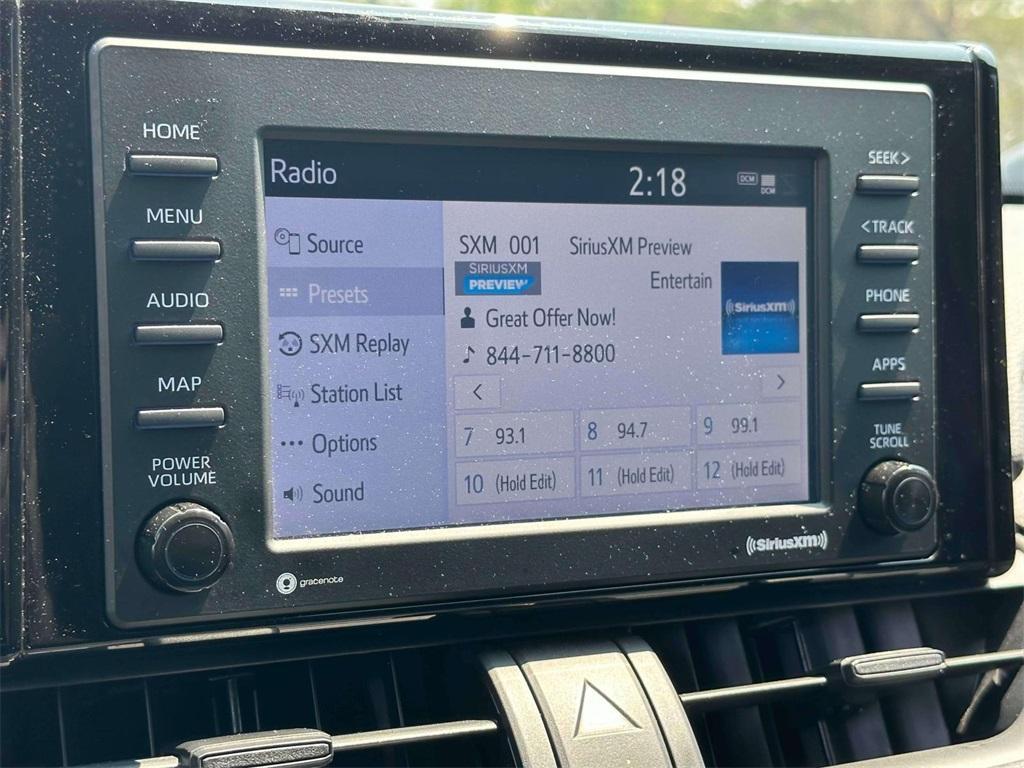 HOME
MENU
AUDIO
MAP
POWER
VOLUME
Radio
2:18
DCM
DCM
Source
Presets
SXM Replay
Station List
Options
Sound
SXM 001 SiriusXM Preview
SIRIUSXM
PREVIEW
Entertain
SiriusXM
Great Offer Now!
844-711-8800
<
>
7 93.1
8 94.7
9 99.1
10 (Hold Edit)
11 (Hold Edit)
12 (Hold Edit)
SEEK>
<TRACK
PHONE
APPS
TUNE
SCROLL
gracenote
SiriusXM